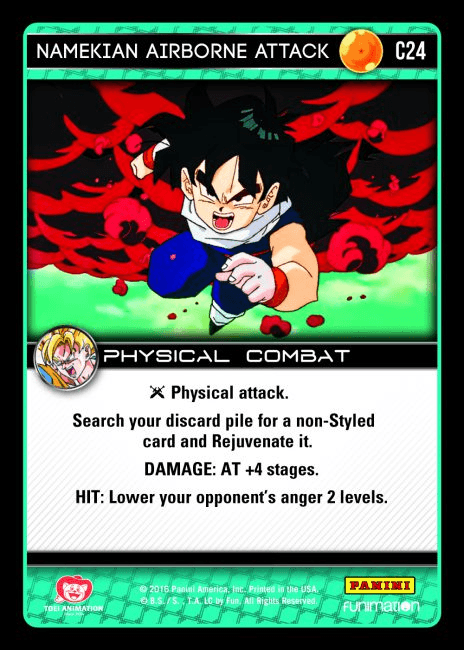 NAMEKIAN AIRBORNE ATTACK C24
PHYSICAL COMBAT
Physical attack.
Search your discard pile for a non-Styled
card and Rejuvenate it.
DAMAGE: AT +4 stages.
HIT: Lower your opponent's anger 2 levels.
TOEI ANIMATION
© 2016 Panini America, Inc. Printed in the USA.
© B.S. / S. , T.A. LC by Fun. All Rights Reserved.
PANINI
FUNIMATION